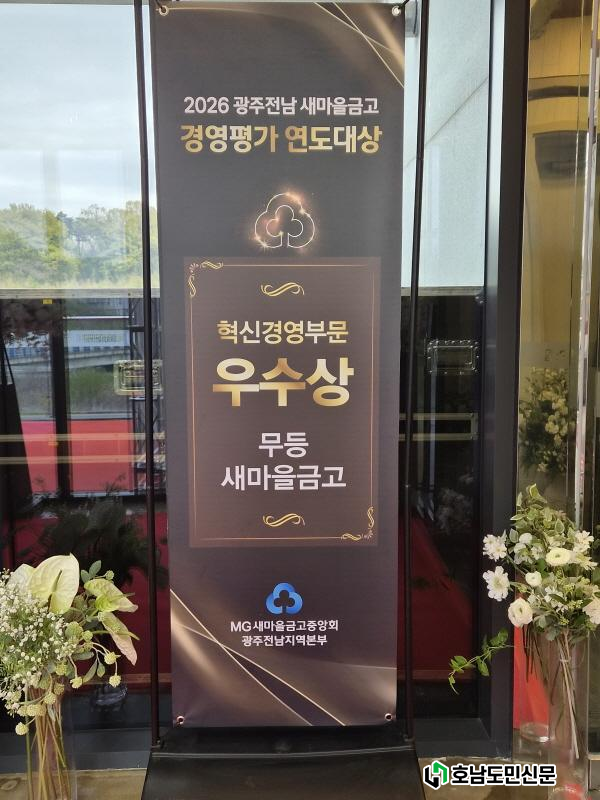 2026 광주전남 새마을금고
경영평가 연도대상
혁신경영부문
우수상
무등
새마을금고
MG새마을금고중앙회
광주전남지역본부
호남도민신문